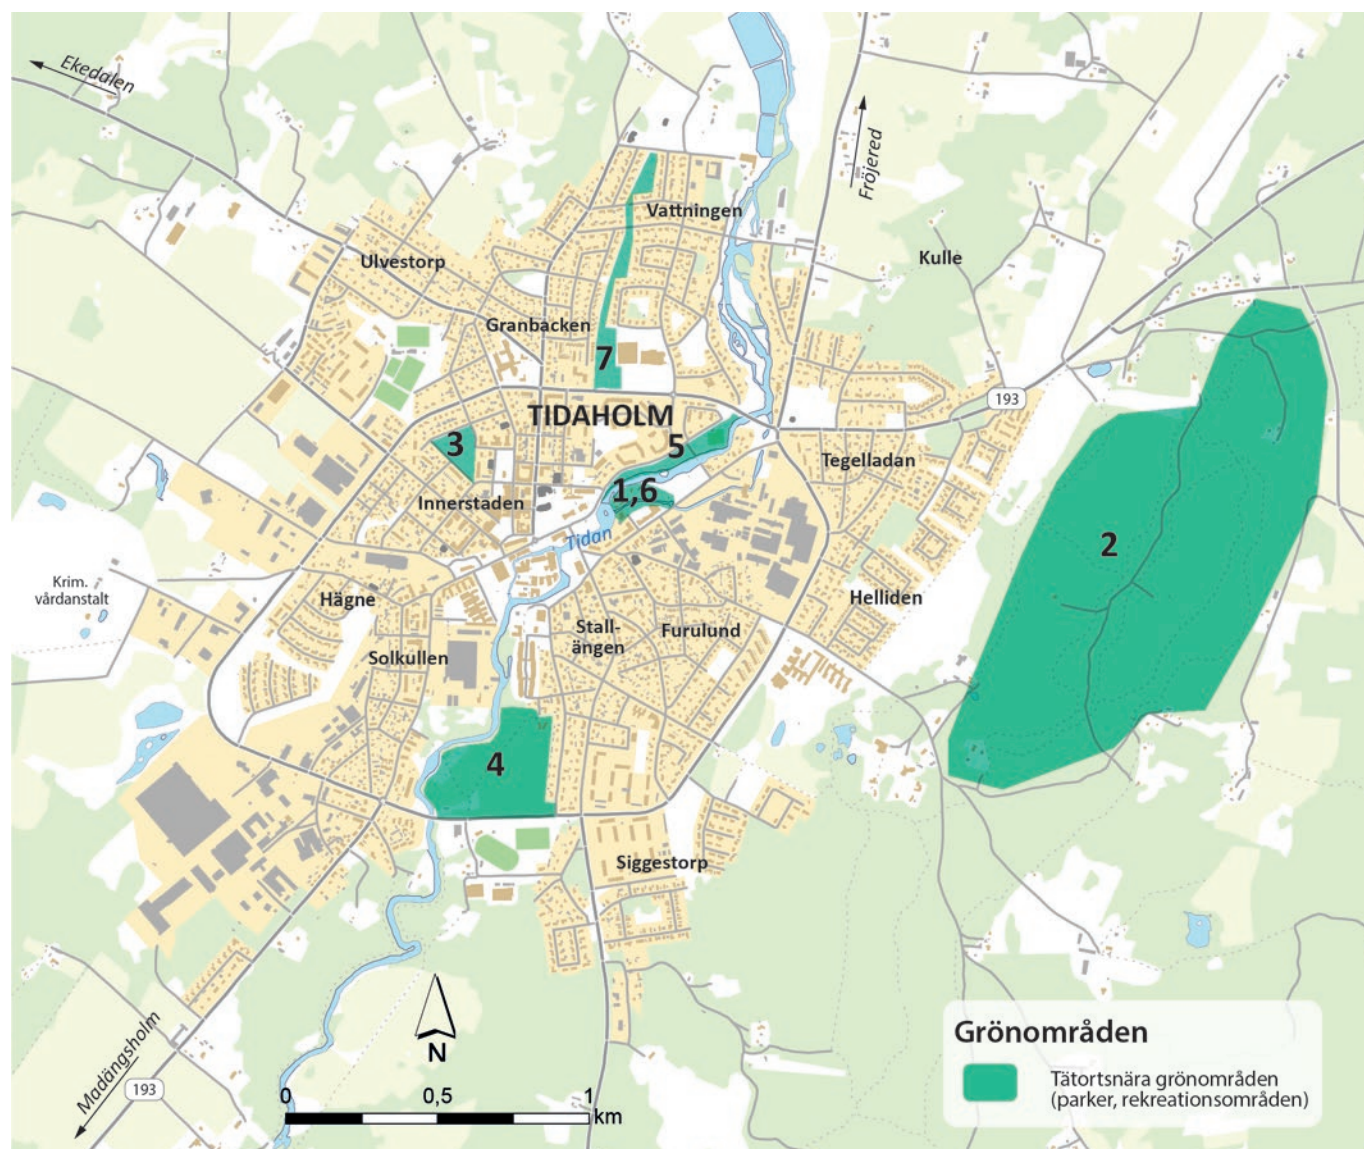 Ekedalen
Fröjered
Vattningen
Kulle
Ulvestorp
Granbacken
7
193
TIDAHOLM
3
5
Tegelladan
1,6
Innerstaden
Tidan
2
Krim.
vårdanstalt
Hägne
Helliden
Stall-
ängen
Furulund
Solkullen
4
Siggestorp
Madängsholm
193
N
0
0,5
1
km
Grönområden
Tätortsnära grönområden
(parker, rekreationsområden)